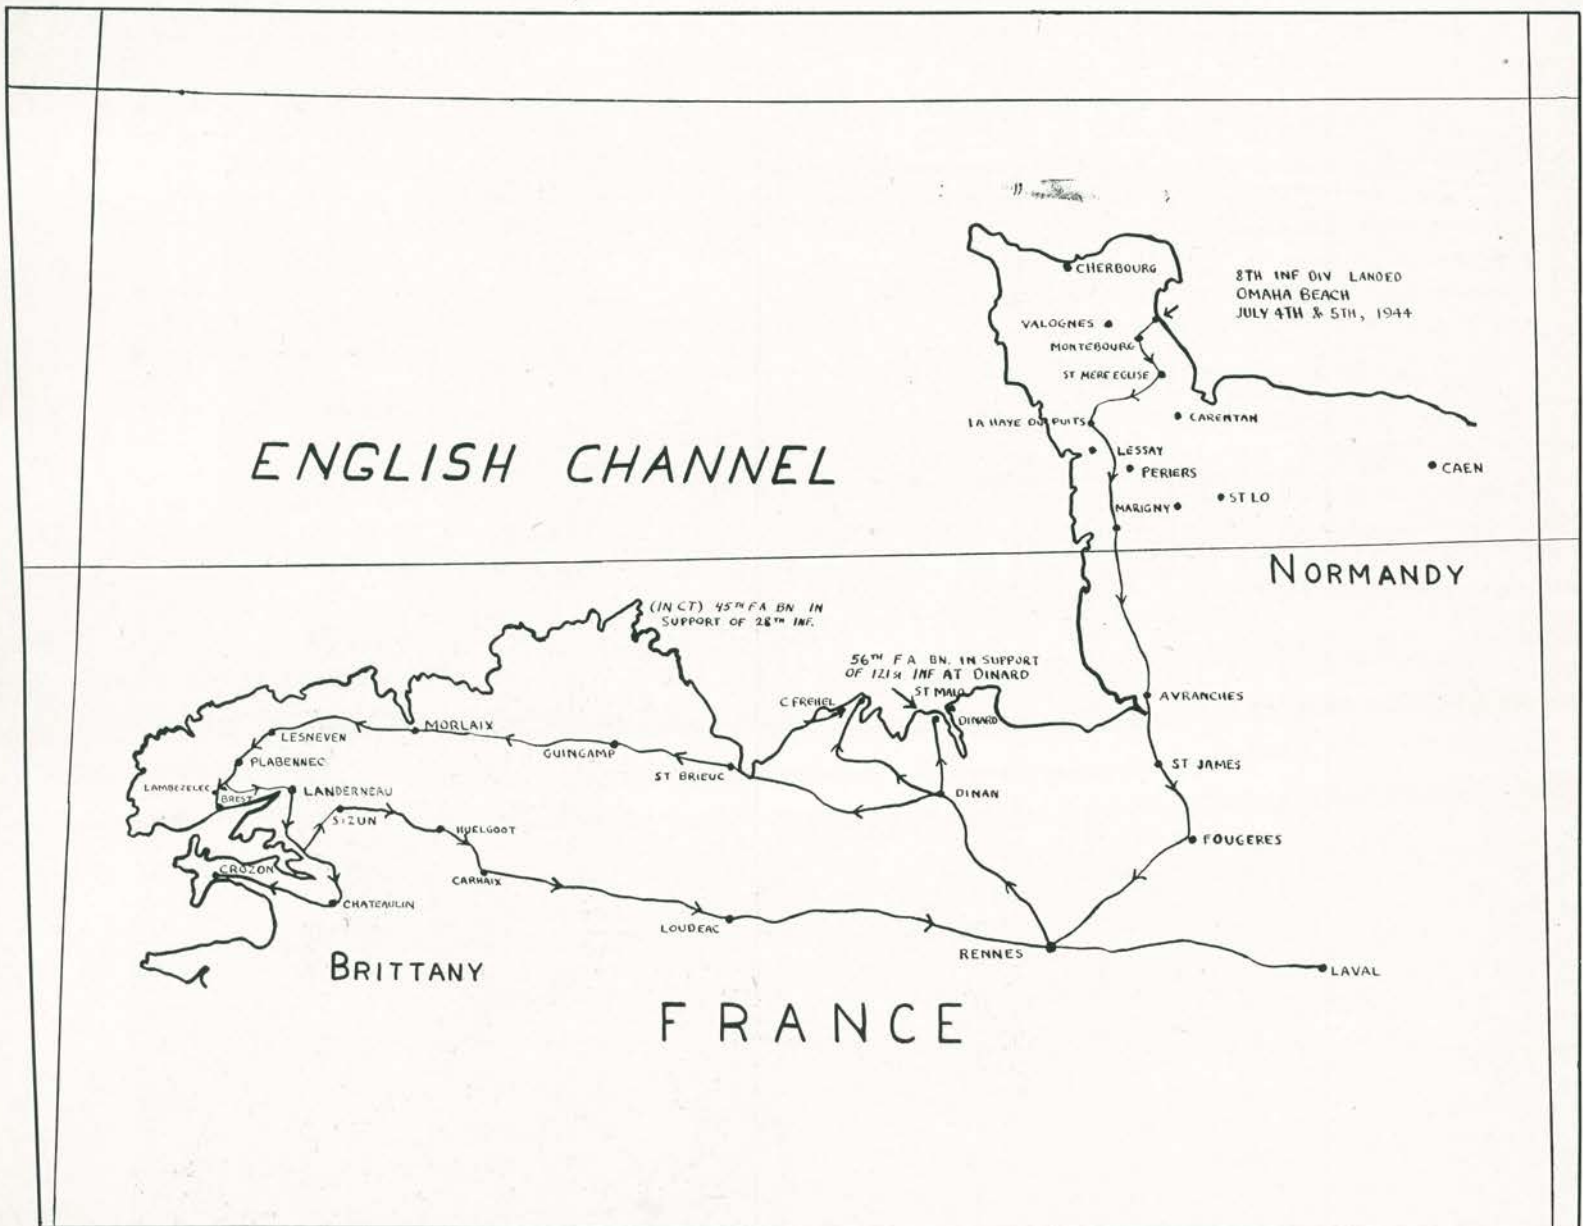 CHERBOURG
8TH INF DIV LANDED
OMAHA BEACH
JULY 4TH & 5TH, 1944
VALOGNES
MONTEBOURG
ST MERE EGLISE
LA HAYE DU PUITS
CARENTAN
LESSAY
PERIERS
CAEN
ST LO
MARIGNY
ENGLISH CHANNEL
NORMANDY
(IN CT) 45TH FA BN IN
SUPPORT OF 28TH INF.
56TH F A BN. IN SUPPORT
OF 121ST INF AT DINARD
ST MALO
C FREHEL
DINARD
AVRANCHES
MORLAIX
LESNEVEN
GUINGAMP
PLABENNEC
ST BRIEUC
ST JAMES
LAMBEZELEC
BREST
LANDERNEAU
DINAN
SIZUN
HUELGOOT
FOUGERES
CROZON
CARHAIX
CHATEAULIN
LOUDEAC
RENNES
LAVAL
BRITTANY
FRANCE